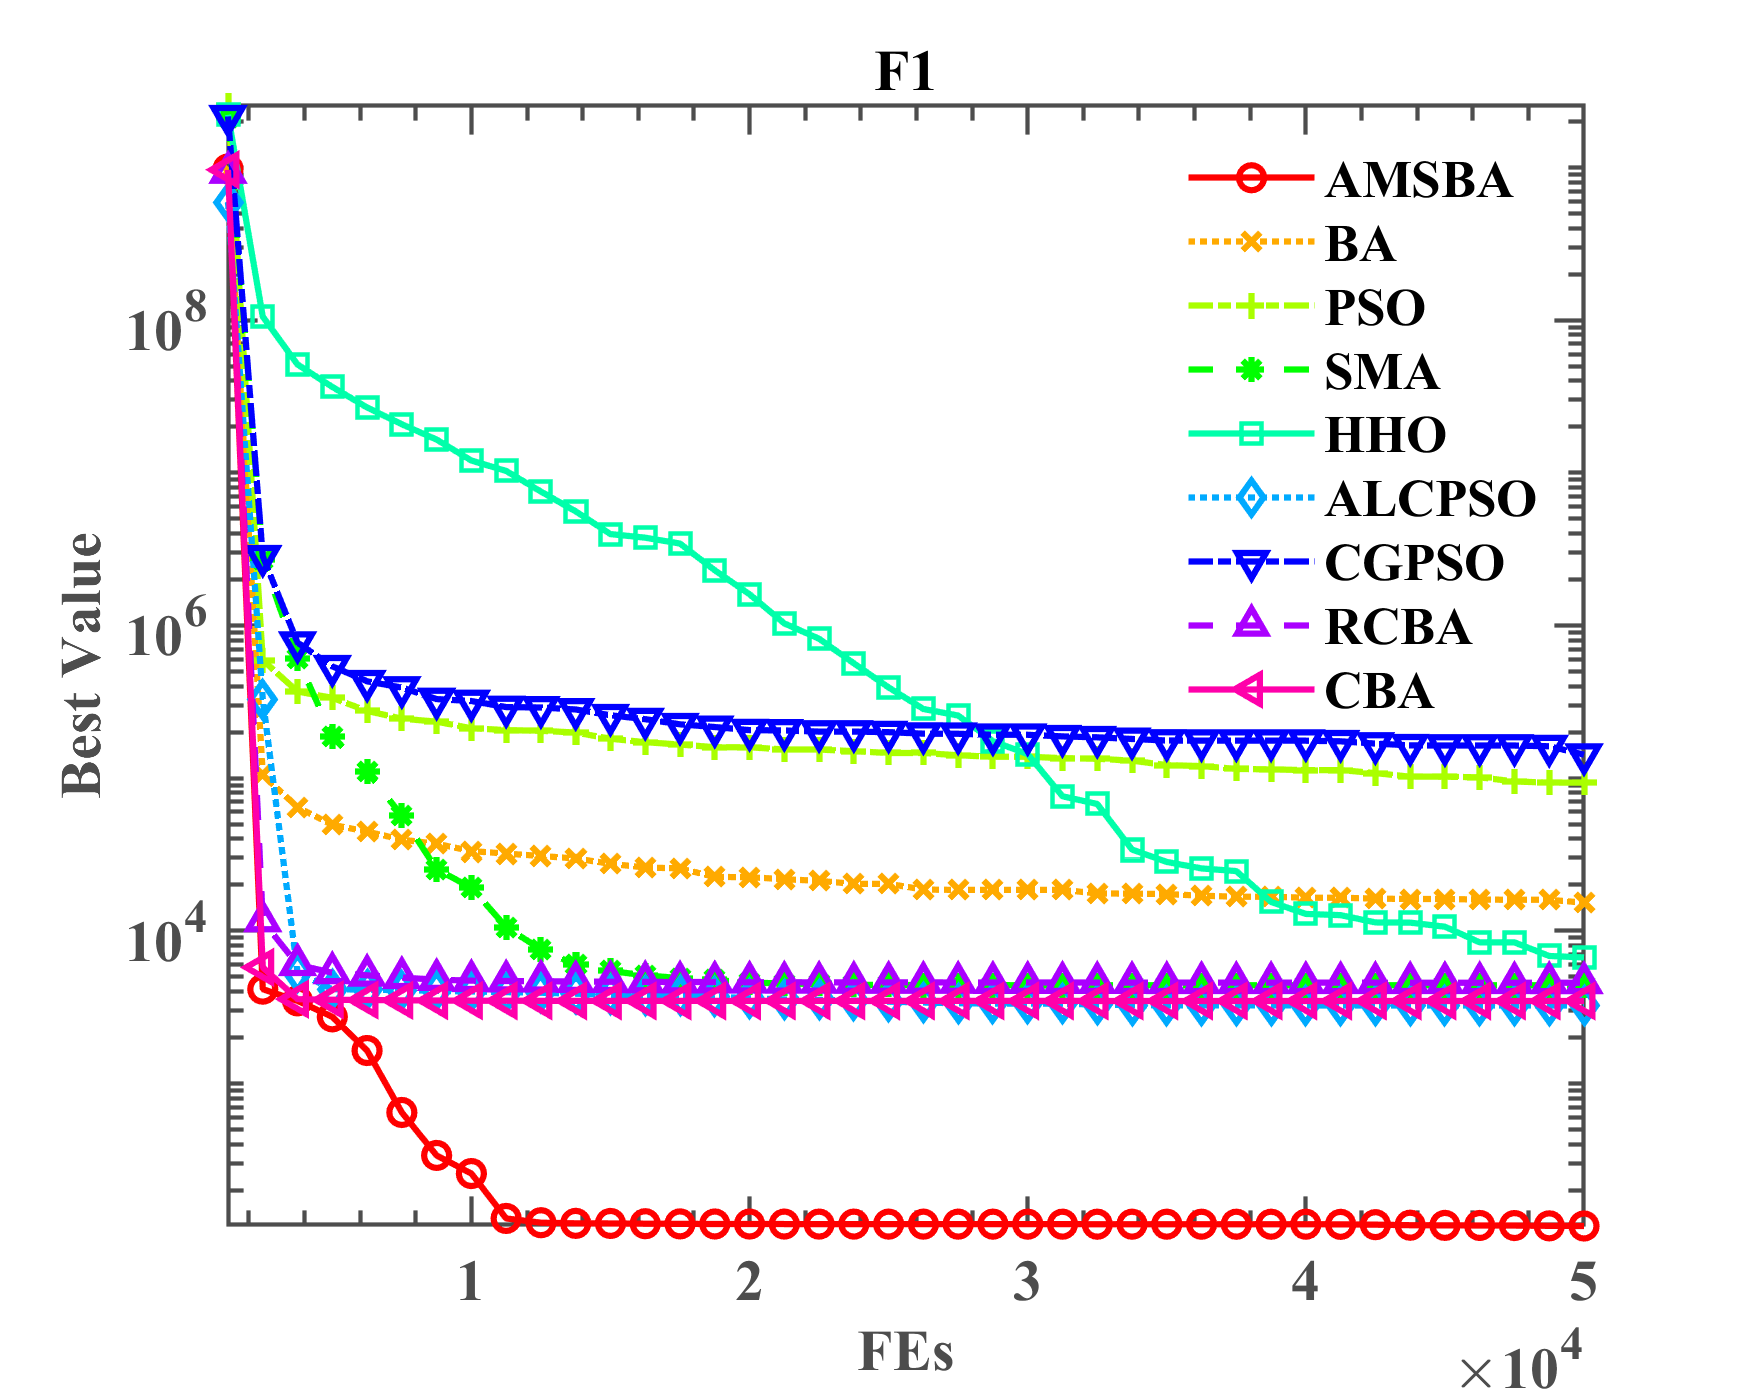 F1
AMSBA
BA
PSO
SMA
HHO
ALCPSO
CGPSO
RCBA
CBA
Best Value
10^8
10^6
10^4
1 2 3 4 5
FEs
×10^4